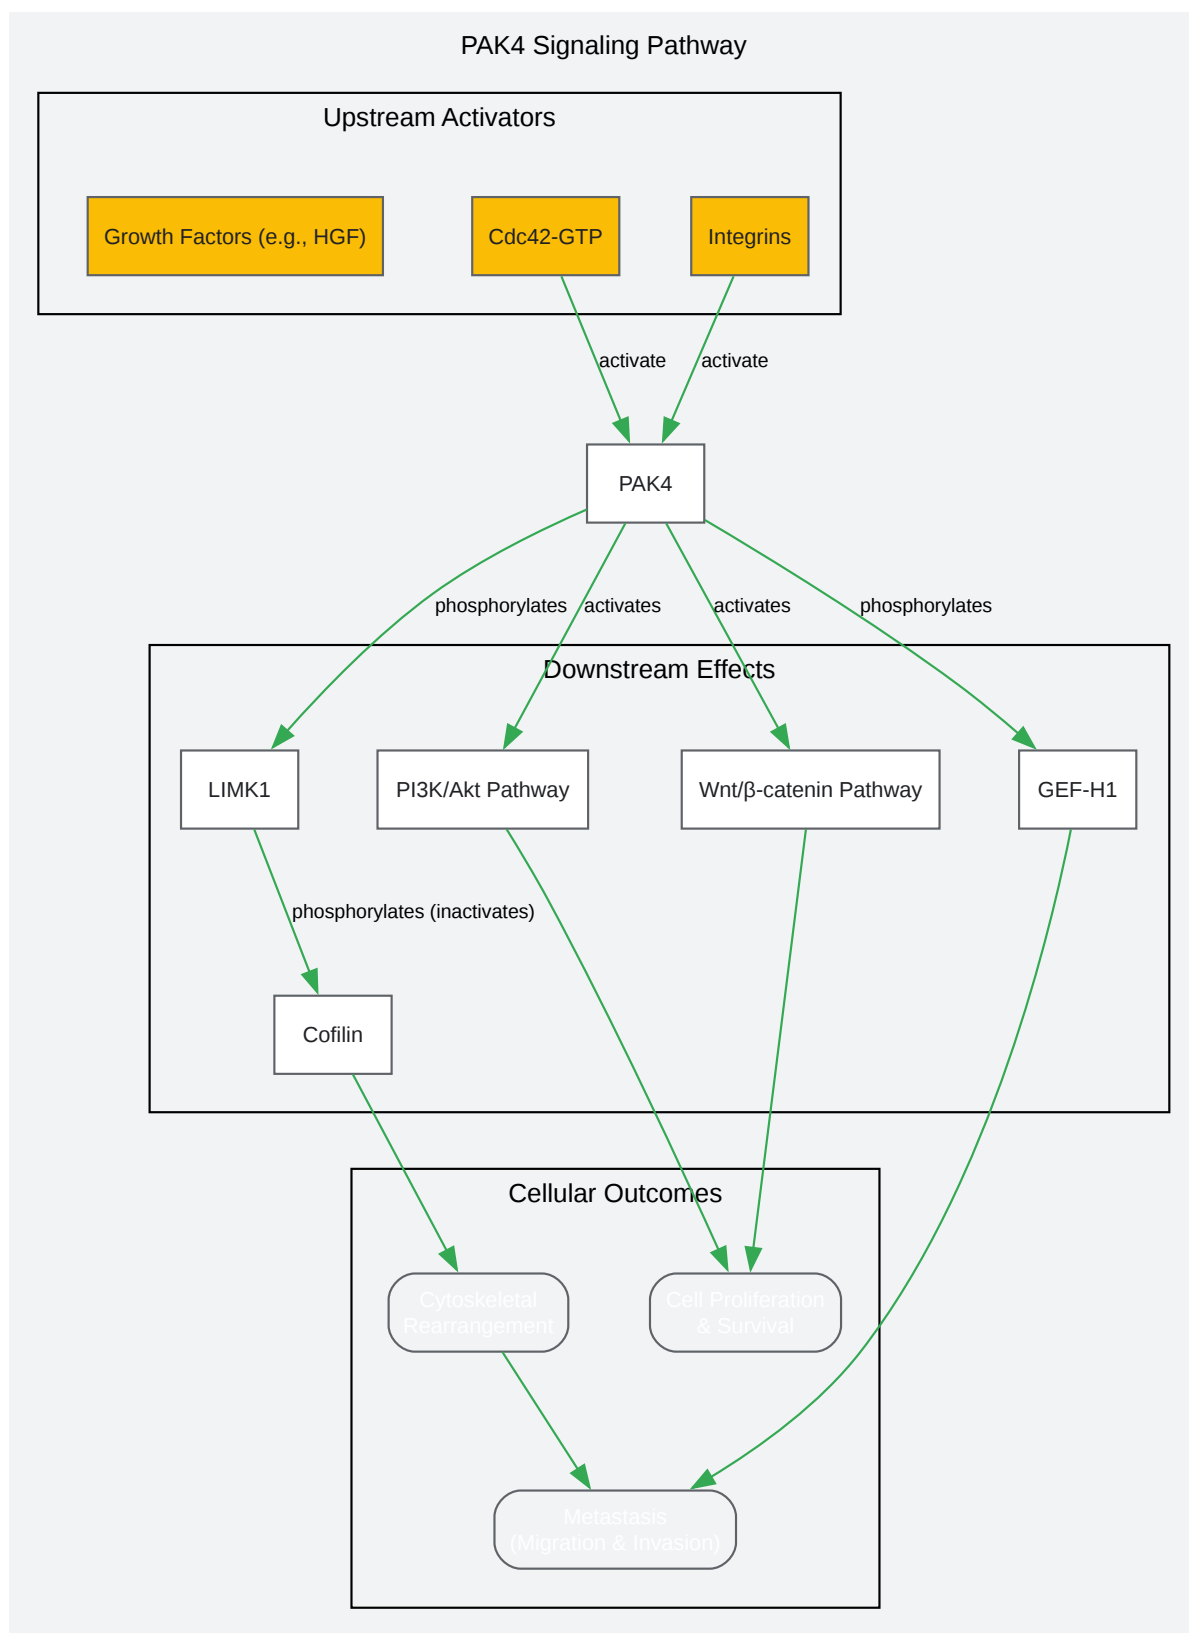 PAK4 Signaling Pathway
Upstream Activators
Growth Factors (e.g., HGF)
Cdc42-GTP
Integrins
activate
activate
PAK4
phosphorylates
activates
activates
phosphorylates
Downstream Effects
LIMK1
PI3K/Akt Pathway
Wnt/β-catenin Pathway
GEF-H1
phosphorylates (inactivates)
Cofilin
Cellular Outcomes
Cytoskeletal
Rearrangement
Cell Proliferation
& Survival
Metastasis
(Migration & Invasion)